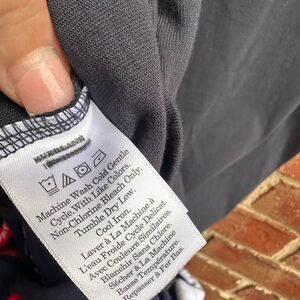 Machine Wash Cold Gentle
Cycle.With Like Colors.
Non-Chlorine Bleach Only.
Tumble Dry Low.
Cool Iron.
Laver à La Machine à
L'eau Froide Cycle Délicat.
Avec Couleurs Similaires.
Blanchir Sans Chlore.
Séchage à La Machine
Basse Température.
Repasser à Fer Bas.